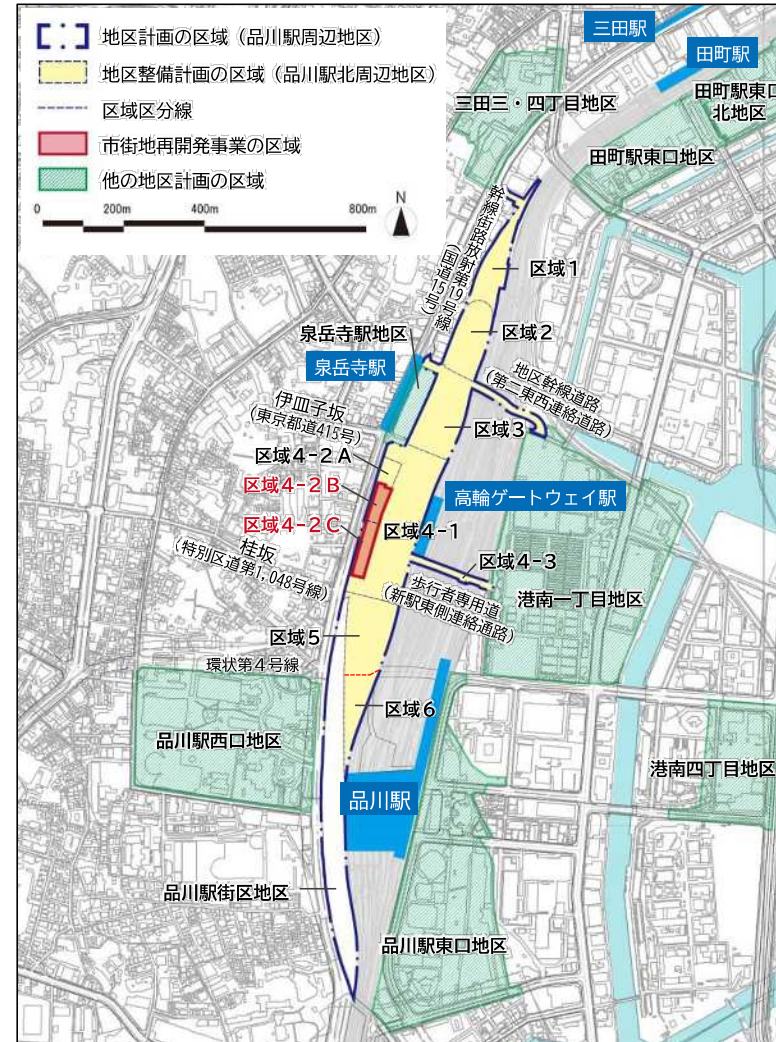 地区計画の区域（品川駅周辺地区）
地区整備計画の区域（品川駅北周辺地区）
区域区分線
市街地再開発事業の区域
他の地区計画の区域
0 200m 400m 800m
N
三田駅
田町駅
三田三・四丁目地区
田町駅東口
北地区
田町駅東口地区
幹線街路放射第19号線
（国道15号）
区域1
区域2
泉岳寺駅地区
泉岳寺駅
地区幹線道路
（第二東西連絡道路）
伊皿子坂
（東京都道415号）
区域3
区域4-2A
区域4-2B
高輪ゲートウェイ駅
区域4-2C
区域4-1
桂坂
（特別区道第1,048号線）
区域4-3
歩行者専用道
（新駅東側連絡通路）
港南一丁目地区
区域5
環状第4号線
区域6
品川駅西口地区
港南四丁目地区
品川駅
品川駅街区地区
品川駅東口地区